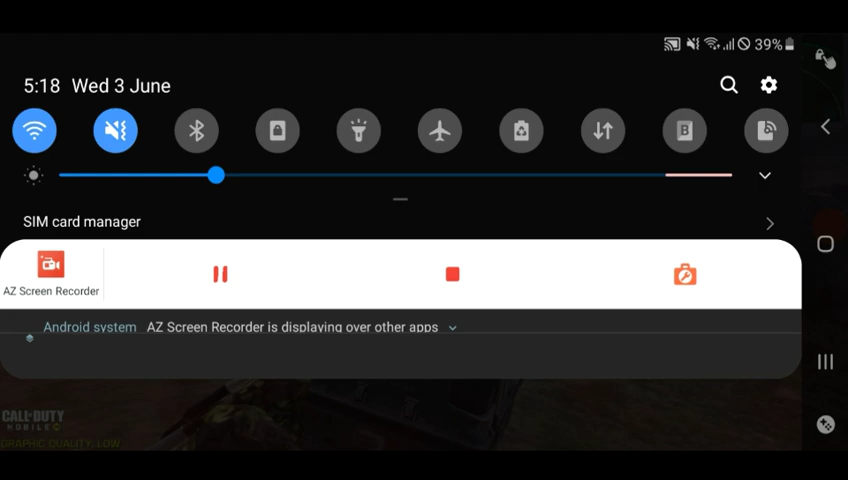 39%
5:18 Wed 3 June
B
SIM card manager
AZ Screen Recorder
Android system AZ Screen Recorder is displaying over other apps
CALL OF DUTY
MOBILE
GRAPHIC QUALITY, LOW